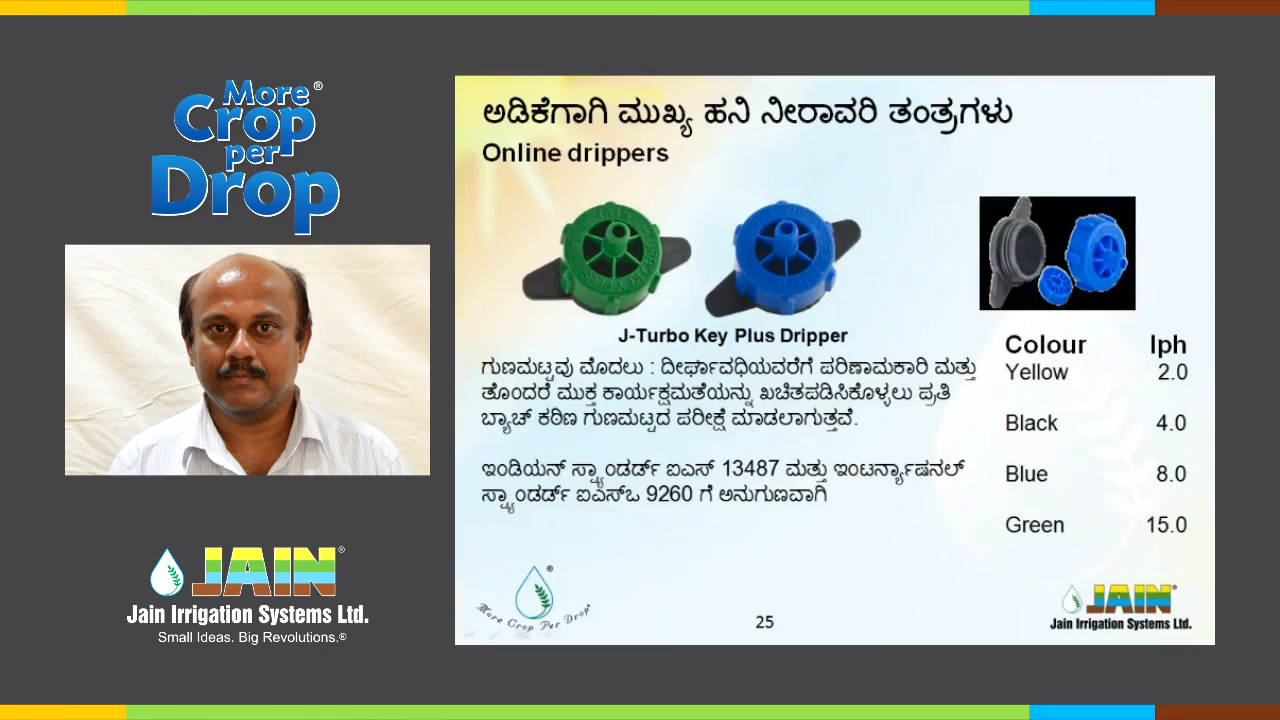 More®
Crop
per
Drop
JAIN®
Jain Irrigation Systems Ltd.
Small Ideas. Big Revolutions.®
ಅಡಿಕೆಗಾಗಿ ಮುಖ್ಯ ಹನಿ ನೀರಾವರಿ ತಂತ್ರಗಳು
Online drippers
J-Turbo Key Plus Dripper
ಗುಣಮಟ್ಟವು ಮೊದಲು : ದೀರ್ಘಾವಧಿಯವರೆಗೆ ಪರಿಣಾಮಕಾರಿ ಮತ್ತು
ತೊಂದರೆ ಮುಕ್ತ ಕಾರ್ಯಕ್ಷಮತೆಯನ್ನು ಖಚಿತಪಡಿಸಿಕೊಳ್ಳಲು ಪ್ರತಿ
ಬ್ಯಾಚ್ ಕಠಿಣ ಗುಣಮಟ್ಟದ ಪರೀಕ್ಷೆ ಮಾಡಲಾಗುತ್ತವೆ.
ಇಂಡಿಯನ್ ಸ್ಟ್ಯಾಂಡರ್ಡ್ ಐಎಸ್ 13487 ಮತ್ತು ಇಂಟರ್ನ್ಯಾಷನಲ್
ಸ್ಟ್ಯಾಂಡರ್ಡ್ ಐಎಸ್ಒ 9260 ಗೆ ಅನುಗುಣವಾಗಿ
Colour lph
Yellow 2.0
Black 4.0
Blue 8.0
Green 15.0
More Crop Per Drop®
25
JAIN®
Jain Irrigation Systems Ltd.